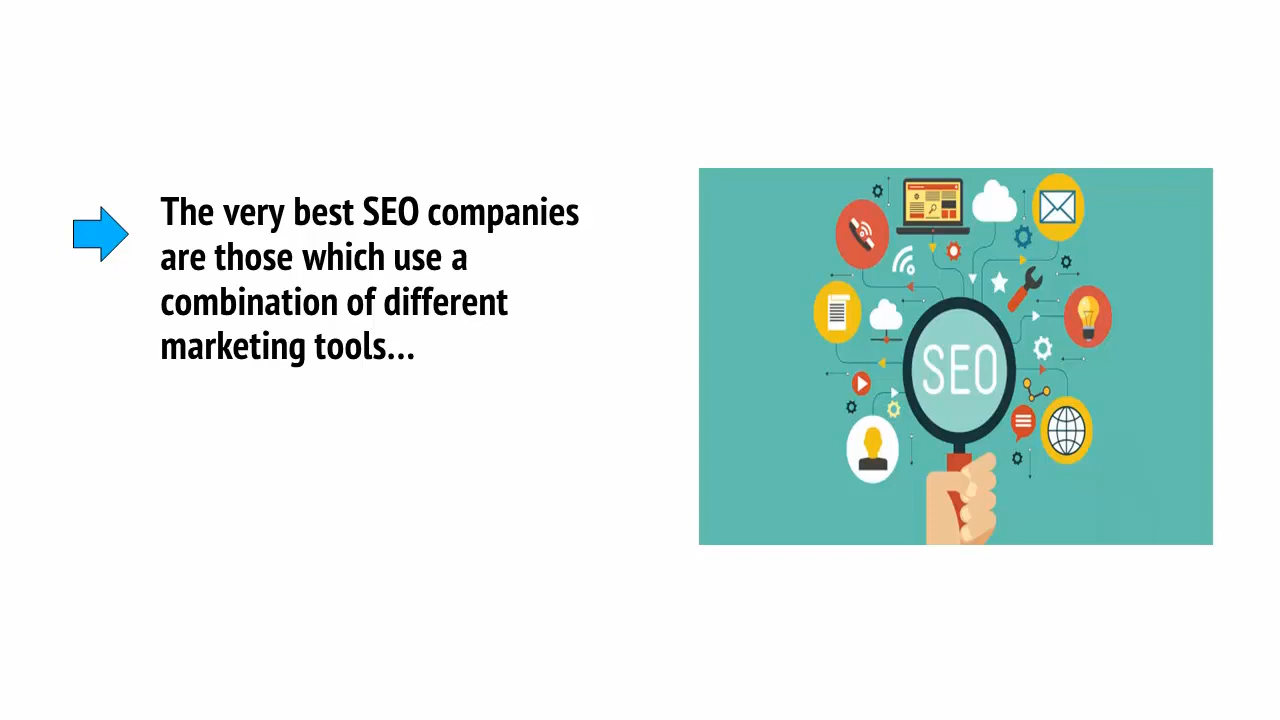 The very best SEO companies
are those which use a
combination of different
marketing tools...
SEO